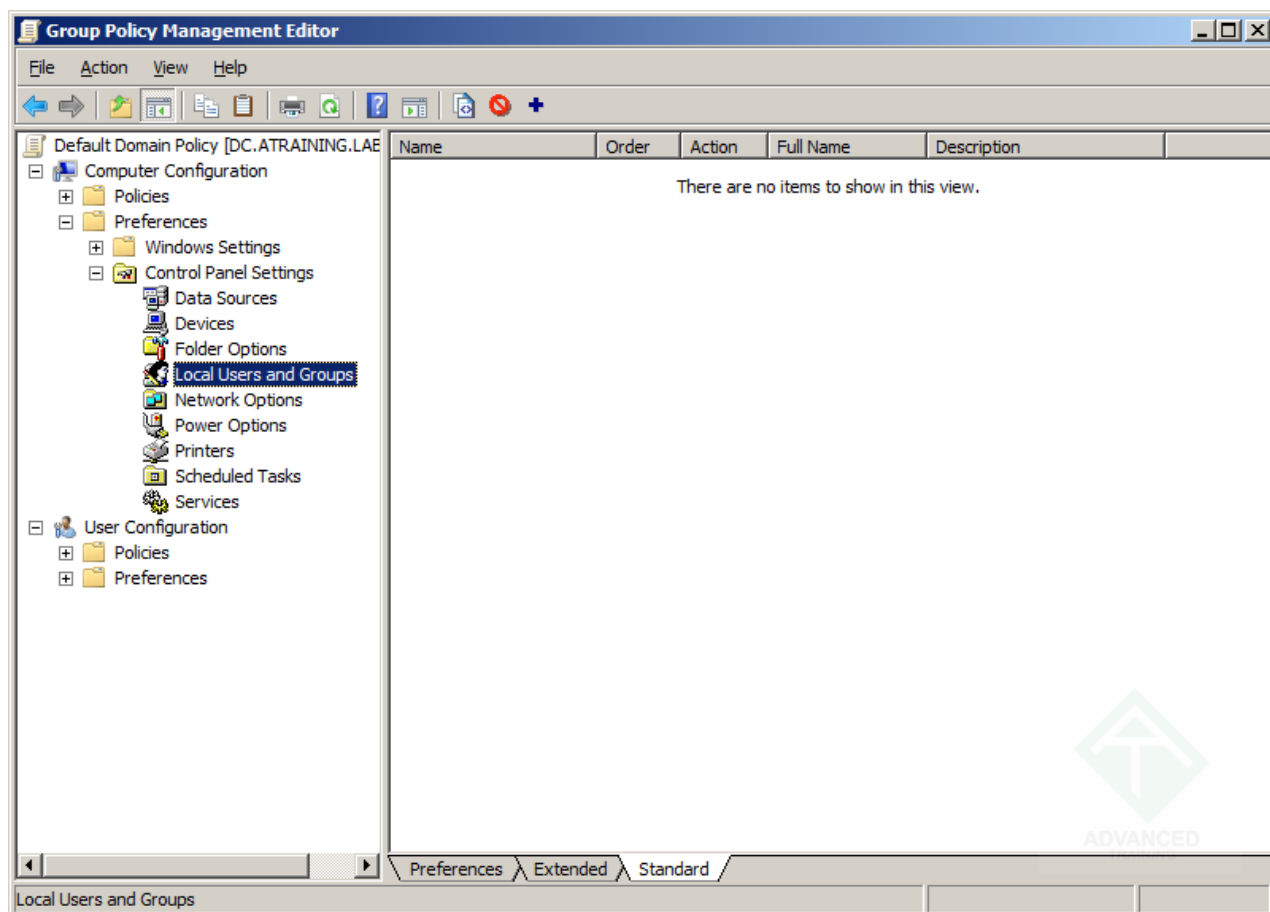 Group Policy Management Editor
File Action View Help
Default Domain Policy [DC.ATRAINING.LAB
Name Order Action Full Name Description
Computer Configuration
There are no items to show in this view.
Policies
Preferences
Windows Settings
Control Panel Settings
Data Sources
Devices
Folder Options
Local Users and Groups
Network Options
Power Options
Printers
Scheduled Tasks
Services
User Configuration
Policies
Preferences
ADVANCED
TRAINING
Preferences Extended Standard
Local Users and Groups